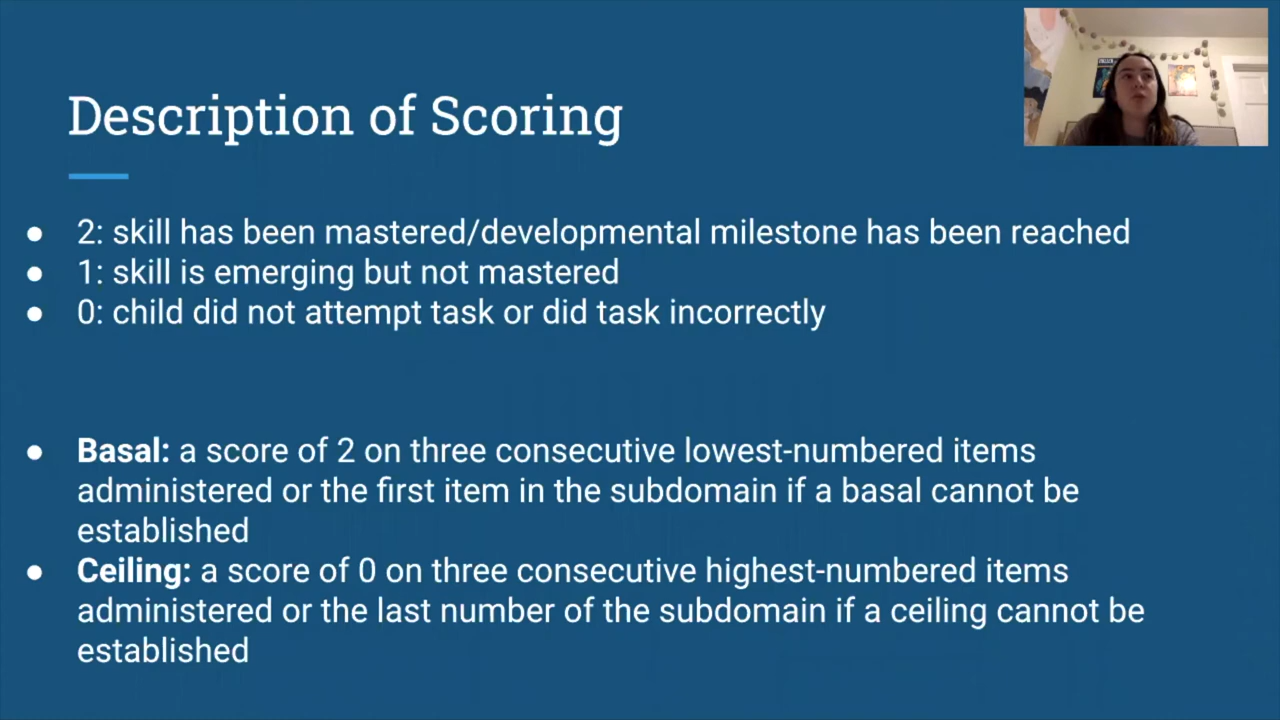 Description of Scoring
● 2: skill has been mastered/developmental milestone has been reached
● 1: skill is emerging but not mastered
● 0: child did not attempt task or did task incorrectly
● Basal: a score of 2 on three consecutive lowest-numbered items
administered or the first item in the subdomain if a basal cannot be
established
● Ceiling: a score of 0 on three consecutive highest-numbered items
administered or the last number of the subdomain if a ceiling cannot be
established